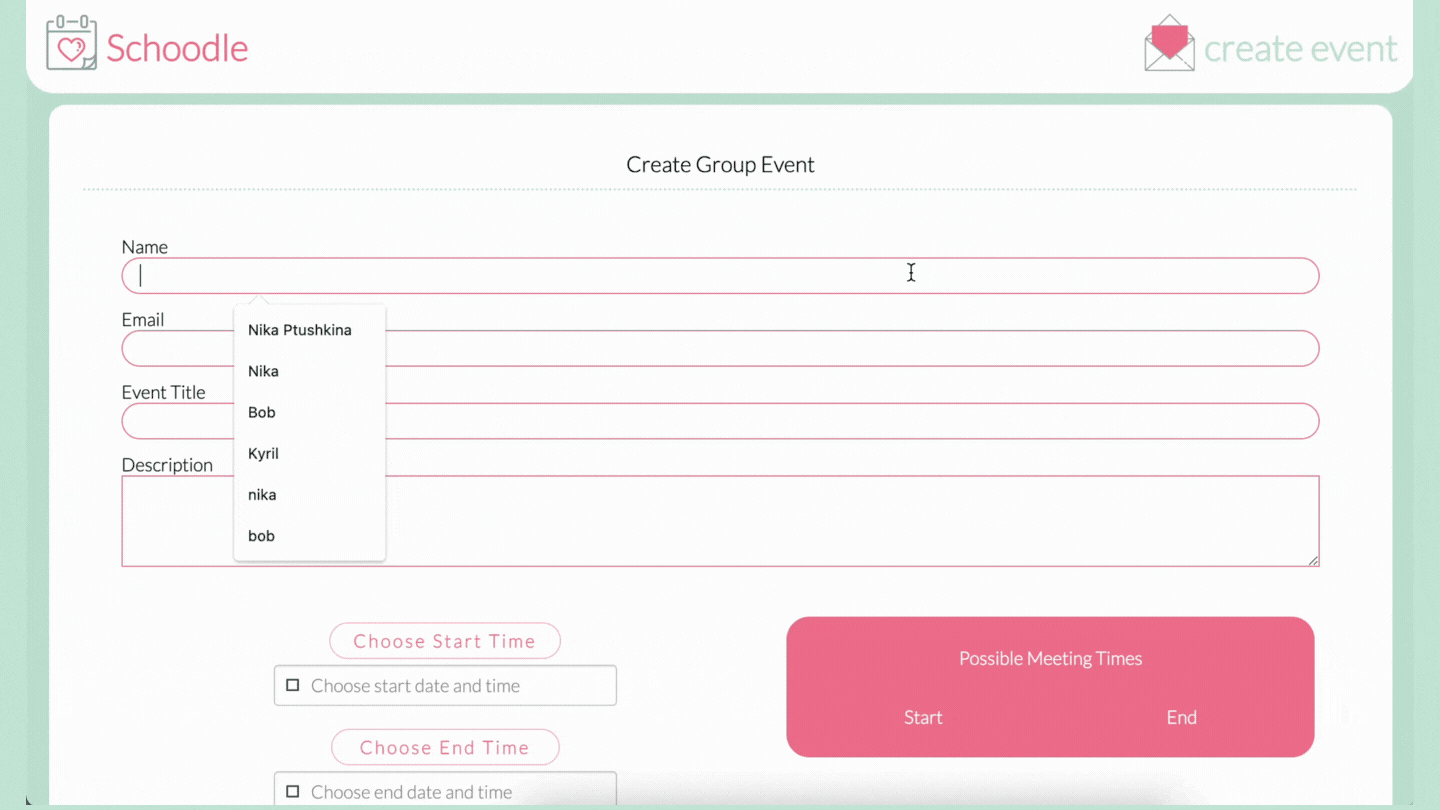 Schoodle
create event
Create Group Event
Name
Email
Nika Ptushkina
Nika
Event Title
Bob
Kyril
Description
nika
bob
Choose Start Time
Choose start date and time
Possible Meeting Times
Start End
Choose End Time
Choose end date and time